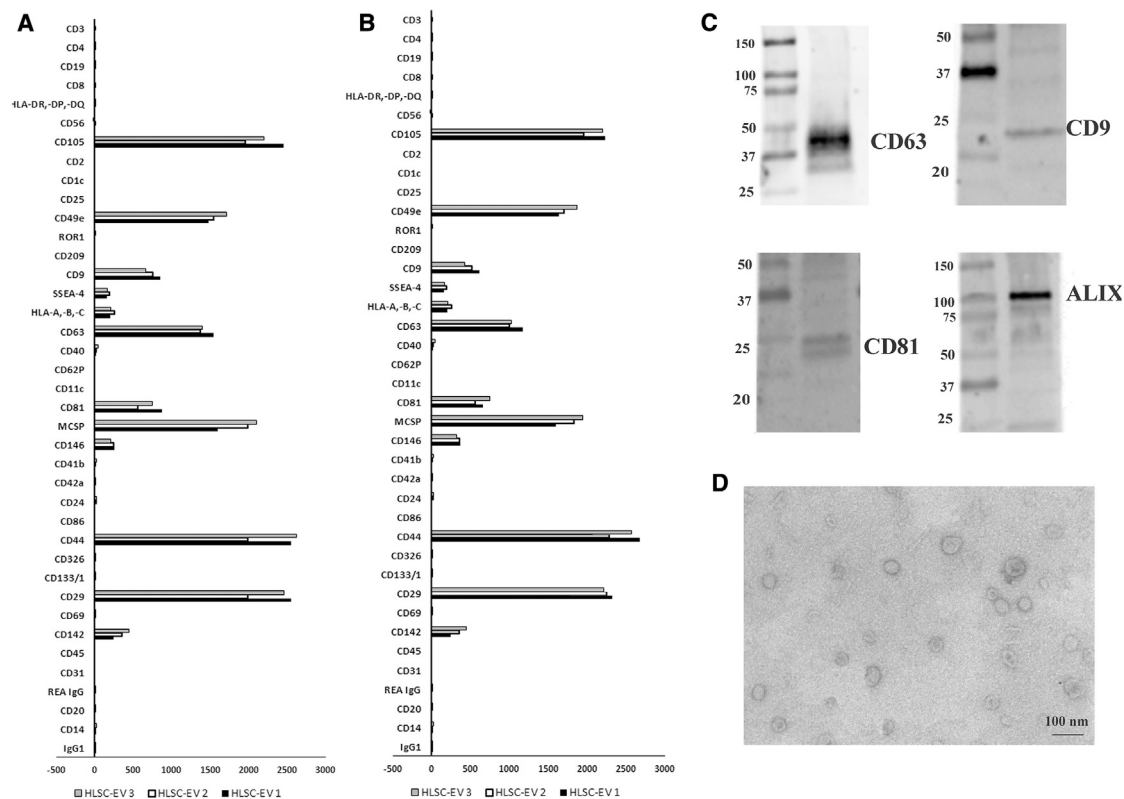 A
CD3
CD4
CD19
CD8
HLA-DR,-DP,-DQ
CD56
CD105
CD2
CD1c
CD25
CD49e
ROR1
CD209
CD9
SSEA-4
HLA-A,-B,-C
CD63
CD40
CD62P
CD11c
CD81
MCSP
CD146
CD41b
CD42a
CD24
CD86
CD44
CD326
CD133/1
CD29
CD69
CD142
CD45
CD31
REA IgG
CD20
CD14
IgG1
-500 0 500 1000 1500 2000 2500 3000
HLSC-EV 3 HLSC-EV 2 HLSC-EV 1
B
CD3
CD4
CD19
CD8
HLA-DR,-DP,-DQ
CD56
CD105
CD2
CD1c
CD25
CD49e
ROR1
CD209
CD9
SSEA-4
HLA-A,-B,-C
CD63
CD40
CD62P
CD11c
CD81
MCSP
CD146
CD41b
CD42a
CD24
CD86
CD44
CD326
CD133/1
CD29
CD69
CD142
CD45
CD31
REA IgG
CD20
CD14
IgG1
-500 0 500 1000 1500 2000 2500 3000
HLSC-EV 3 HLSC-EV 2 HLSC-EV 1
C
150
100
75
50
37
25
CD63
50
37
25
20
CD9
50
37
25
20
CD81
150
100
75
50
37
25
ALIX
D
100 nm